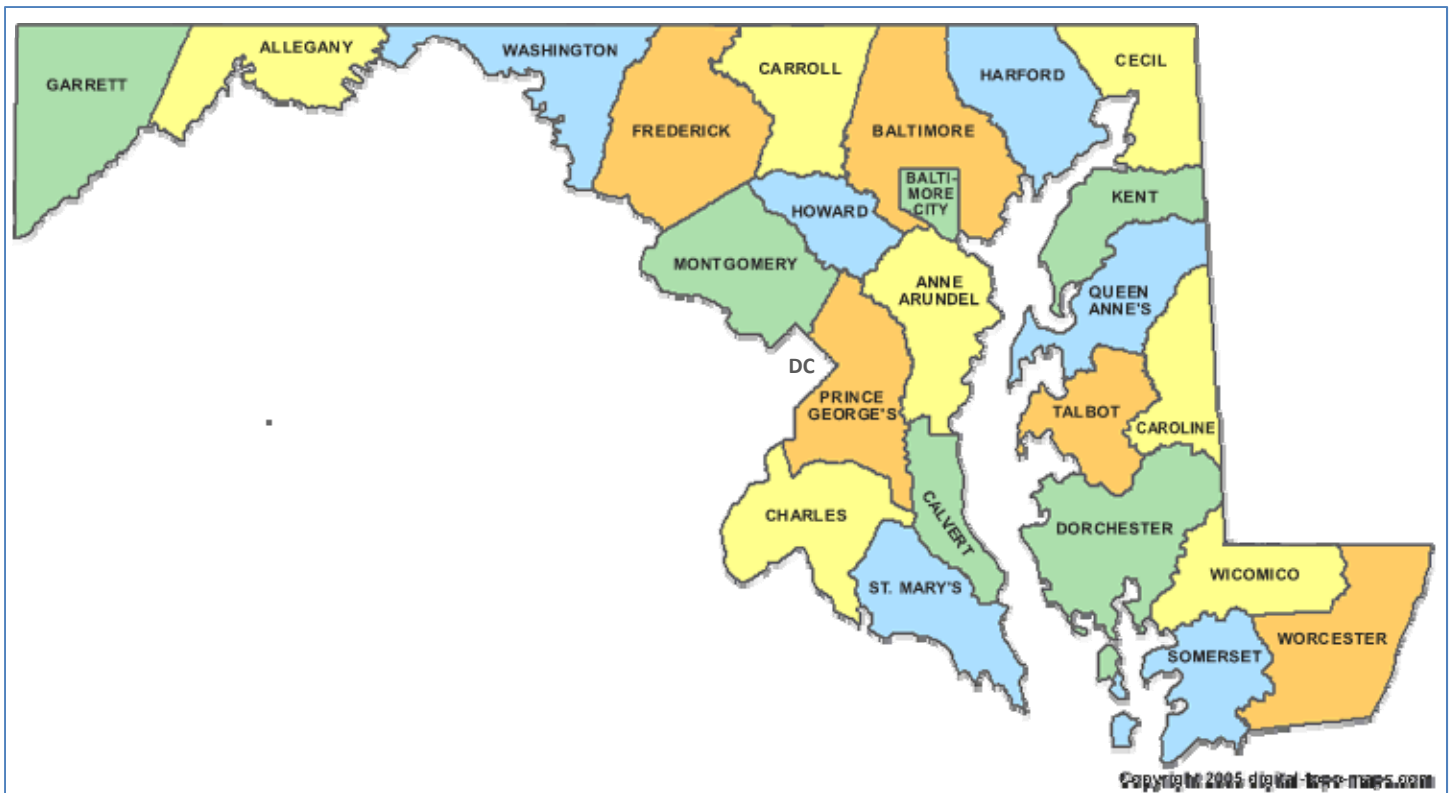 GARRETT
ALLEGANY
WASHINGTON
FREDERICK
CARROLL
BALTIMORE
BALTI-
MORE
CITY
HARFORD
CECIL
KENT
HOWARD
MONTGOMERY
ANNE
ARUNDEL
QUEEN
ANNE'S
DC
PRINCE
GEORGE'S
TALBOT
CAROLINE
CHARLES
CALVERT
DORCHESTER
ST. MARY'S
WICOMICO
WORCESTER
SOMERSET
Copyright 2005 digital-topo-maps.com